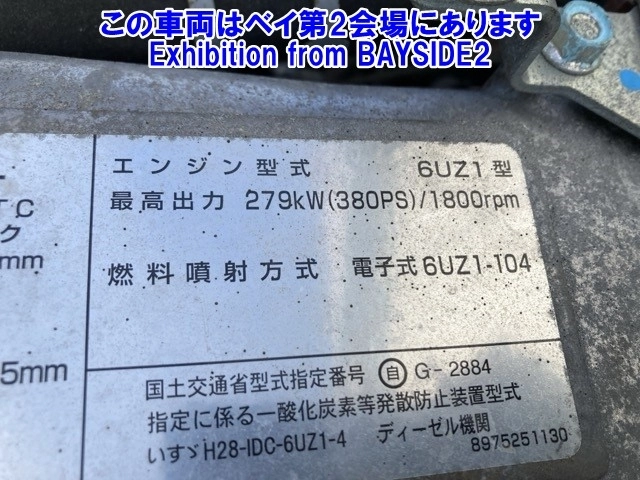 この車両はベイ第2会場にあります
Exhibition from BAYSIDE2
エンジン型式 6UZ1型
最高出力 279kW(380PS)/1800rpm
燃料噴射方式 電子式6UZ1-T04
TC
ク
mm
5mm
国土交通省型式指定番号 自 G-2884
指定に係る一酸化炭素等発散防止装置型式
いすゞH28-IDC-6UZ1-4 ディーゼル機関
8975251130